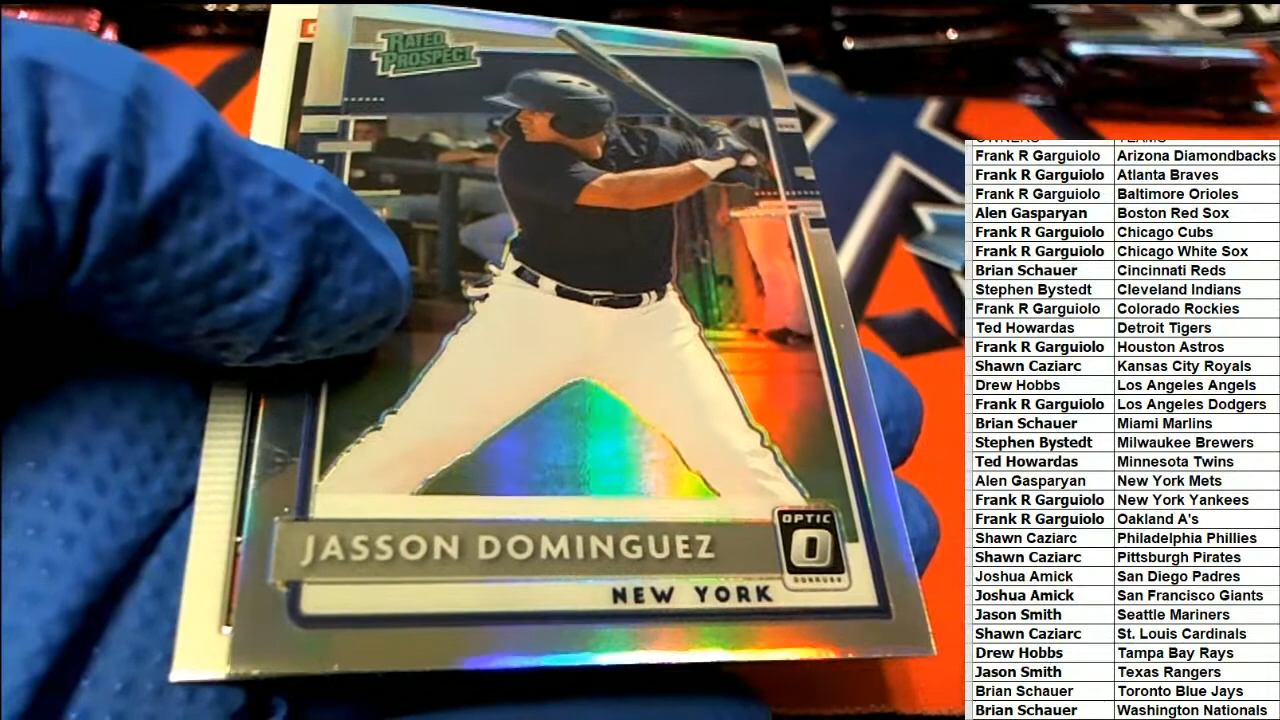 RATED
PROSPECT
JASSON DOMINGUEZ
OPTIC
O
DONRUSS
NEW YORK
OWNERS TEAMS
Frank R Garguiolo Arizona Diamondbacks
Frank R Garguiolo Atlanta Braves
Frank R Garguiolo Baltimore Orioles
Alen Gasparyan Boston Red Sox
Frank R Garguiolo Chicago Cubs
Frank R Garguiolo Chicago White Sox
Brian Schauer Cincinnati Reds
Stephen Bystedt Cleveland Indians
Frank R Garguiolo Colorado Rockies
Ted Howardas Detroit Tigers
Frank R Garguiolo Houston Astros
Shawn Caziarc Kansas City Royals
Drew Hobbs Los Angeles Angels
Frank R Garguiolo Los Angeles Dodgers
Brian Schauer Miami Marlins
Stephen Bystedt Milwaukee Brewers
Ted Howardas Minnesota Twins
Alen Gasparyan New York Mets
Frank R Garguiolo New York Yankees
Frank R Garguiolo Oakland A's
Shawn Caziarc Philadelphia Phillies
Shawn Caziarc Pittsburgh Pirates
Joshua Amick San Diego Padres
Joshua Amick San Francisco Giants
Jason Smith Seattle Mariners
Shawn Caziarc St. Louis Cardinals
Drew Hobbs Tampa Bay Rays
Jason Smith Texas Rangers
Brian Schauer Toronto Blue Jays
Brian Schauer Washington Nationals